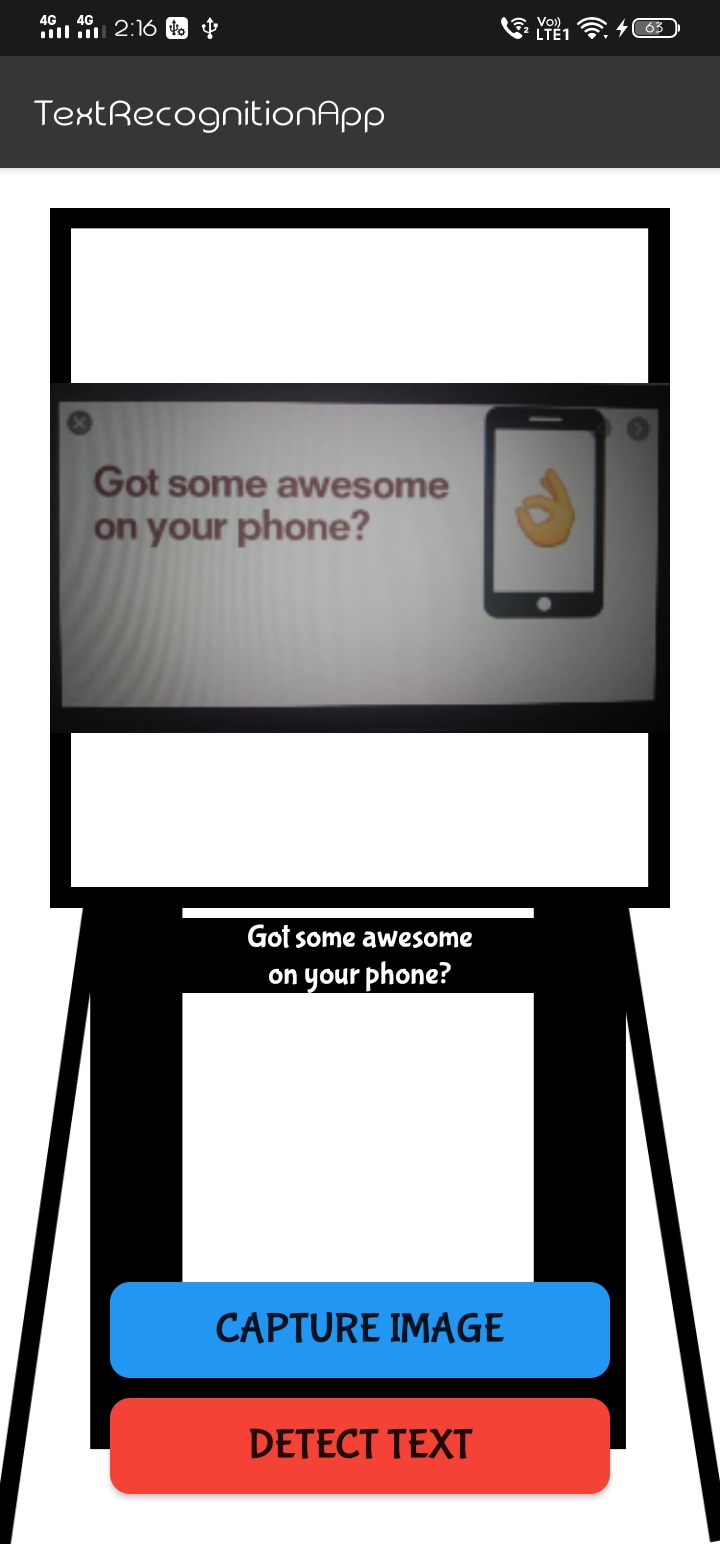 4G 4G 2:16 2 Vo)) LTE1 63
TextRecognitionApp
Got some awesome
on your phone?
Got some awesome
on your phone?
CAPTURE IMAGE
DETECT TEXT